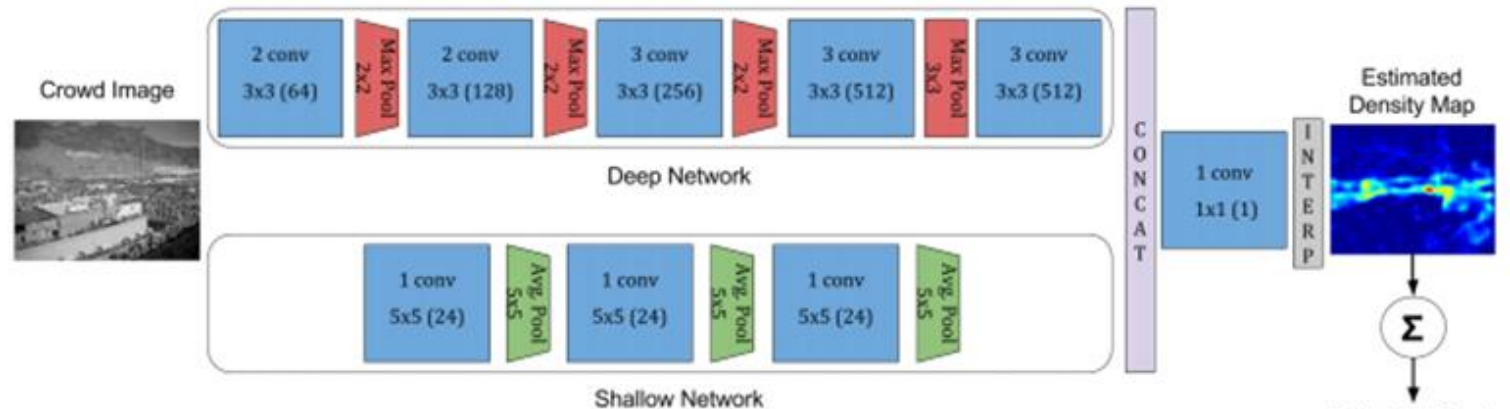 Crowd Image
2 conv
3x3 (64)
Max Pool
2x2
2 conv
3x3 (128)
Max Pool
2x2
3 conv
3x3 (256)
Max Pool
2x2
3 conv
3x3 (512)
Max Pool
3x3
3 conv
3x3 (512)
Deep Network
1 conv
5x5 (24)
Avg. Pool
5x5
1 conv
5x5 (24)
Avg. Pool
5x5
1 conv
5x5 (24)
Avg. Pool
5x5
Shallow Network
CONCAT
1 conv
1x1 (1)
INTERP
Estimated
Density Map
Σ